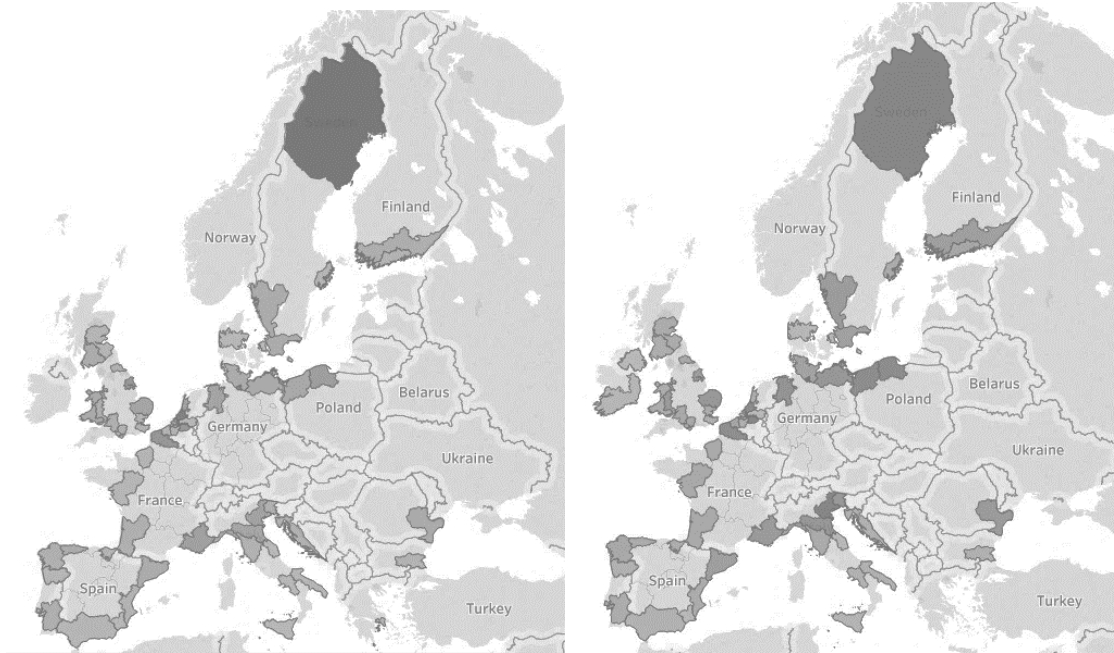 Sweden
Finland
Norway
Belarus
Poland
Germany
Ukraine
France
Spain
Turkey
Sweden
Finland
Norway
Belarus
Poland
Germany
Ukraine
France
Spain
Turkey